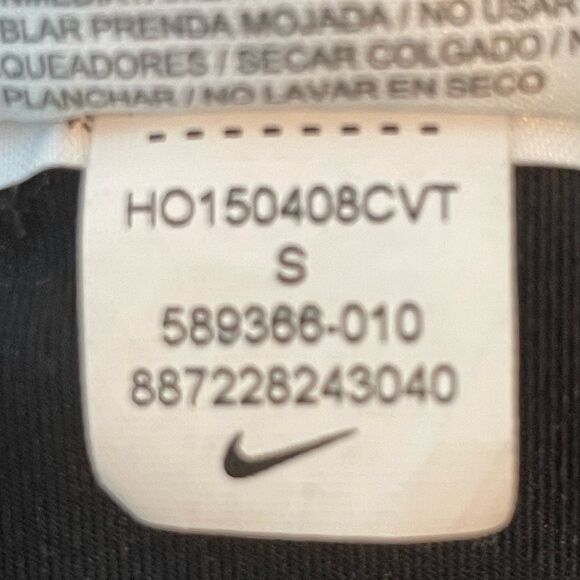 BLAR PRENDA MOJADA / NO USAR
QUEADORES / SECAR COLGADO /
PLANCHAR / NO LAVAR EN SECO
HO150408CVT
S
589366-010
887228243040